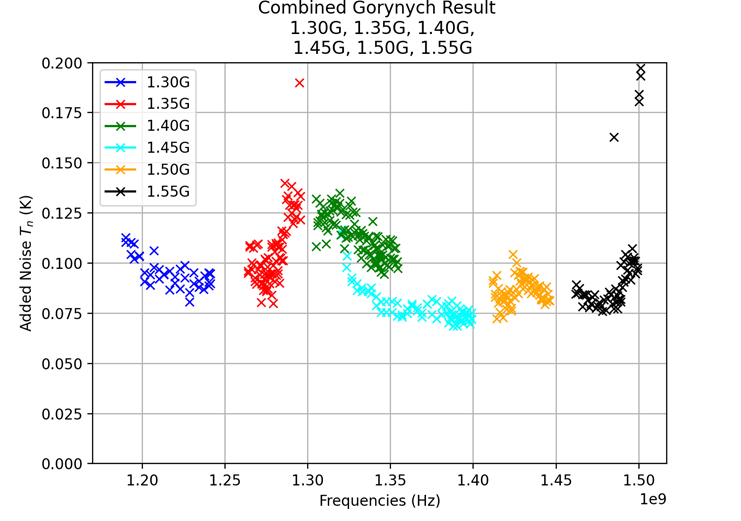 Combined Gorynych Result
1.30G, 1.35G, 1.40G,
1.45G, 1.50G, 1.55G
0.200
0.175
0.150
0.125
0.100
0.075
0.050
0.025
0.000
Added Noise Tn (K)
1.30G
1.35G
1.40G
1.45G
1.50G
1.55G
1.20
1.25
1.30
1.35
1.40
1.45
1.50
1e9
Frequencies (Hz)